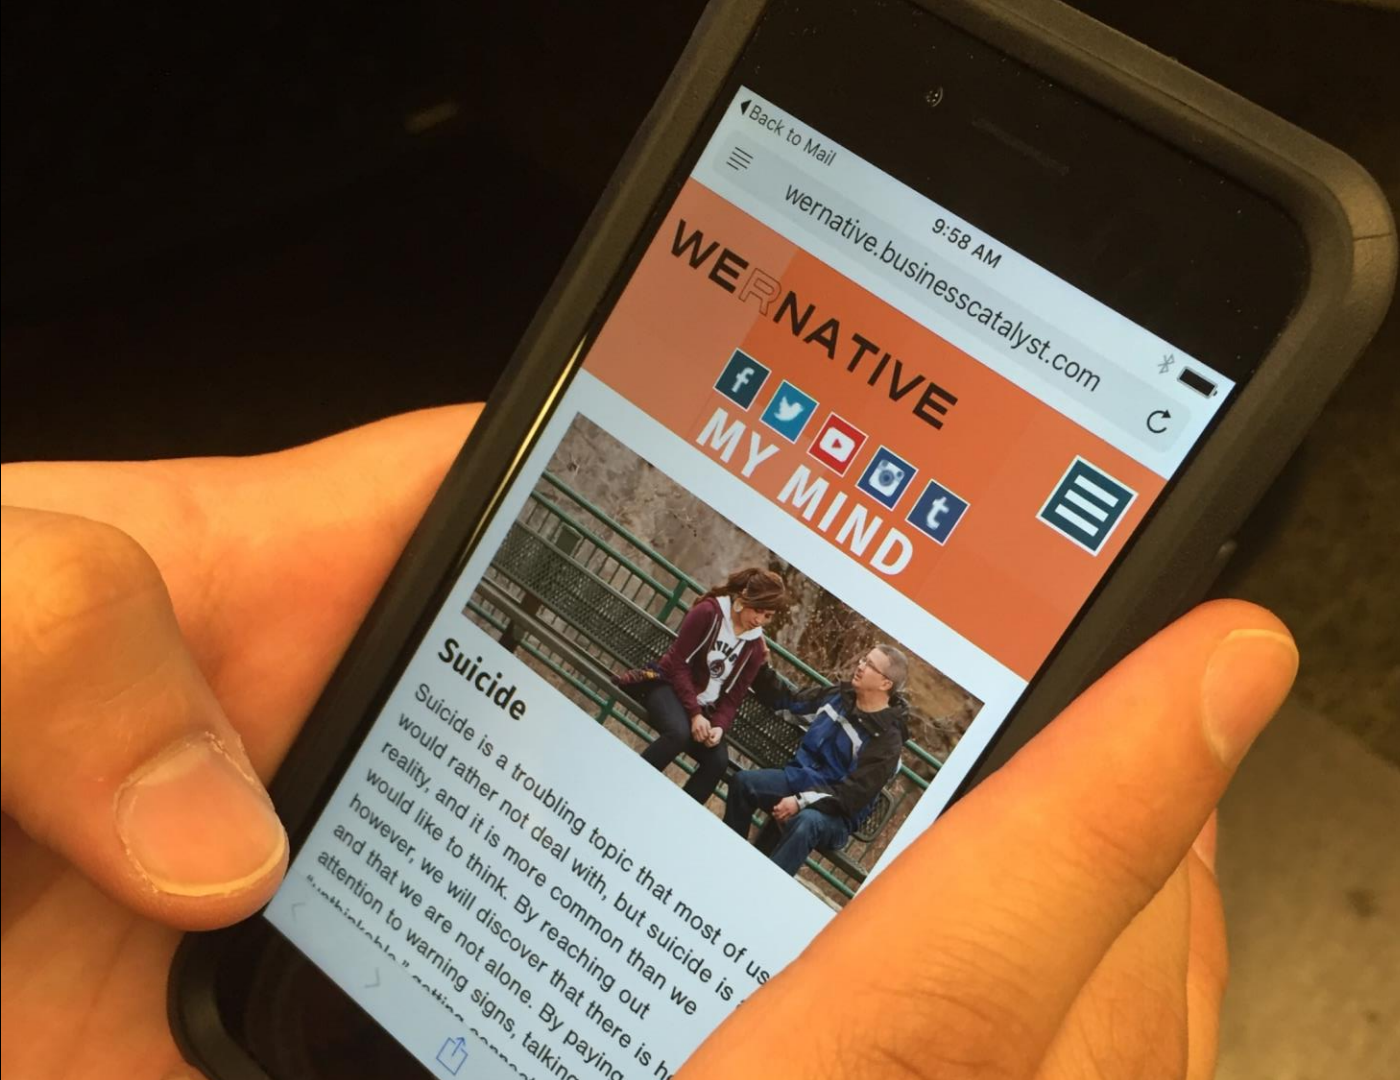 Back to Mail
9:58 AM
wernative.businesscatalyst.com
WERNATIVE
f
t
MY MIND
Suicide
Suicide is a troubling topic that most of us
would rather not deal with, but suicide is
reality, and it is more common than we
would like to think. By reaching out
however, we will discover that there is
and that we are not alone. By paying
attention to warning signs, talking